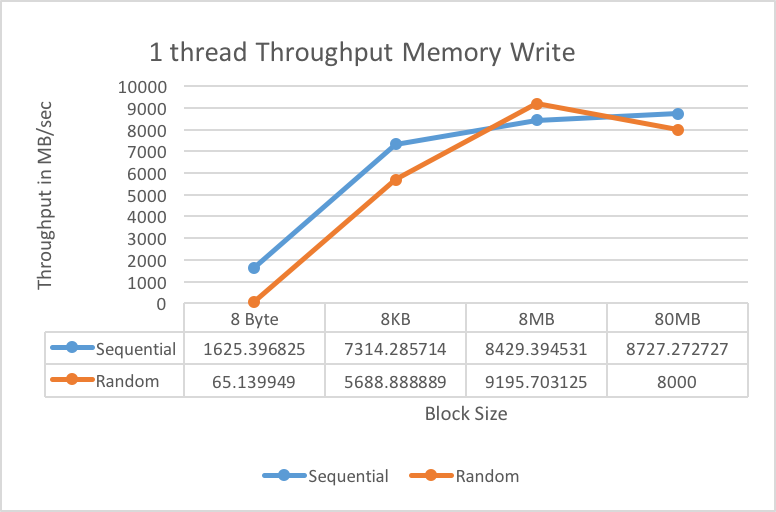 1 thread Throughput Memory Write
Throughput in MB/sec
10000
9000
8000
7000
6000
5000
4000
3000
2000
1000
0
8 Byte 8KB 8MB 80MB
Sequential 1625.396825 7314.285714 8429.394531 8727.272727
Random 65.139949 5688.888889 9195.703125 8000
Block Size
Sequential Random